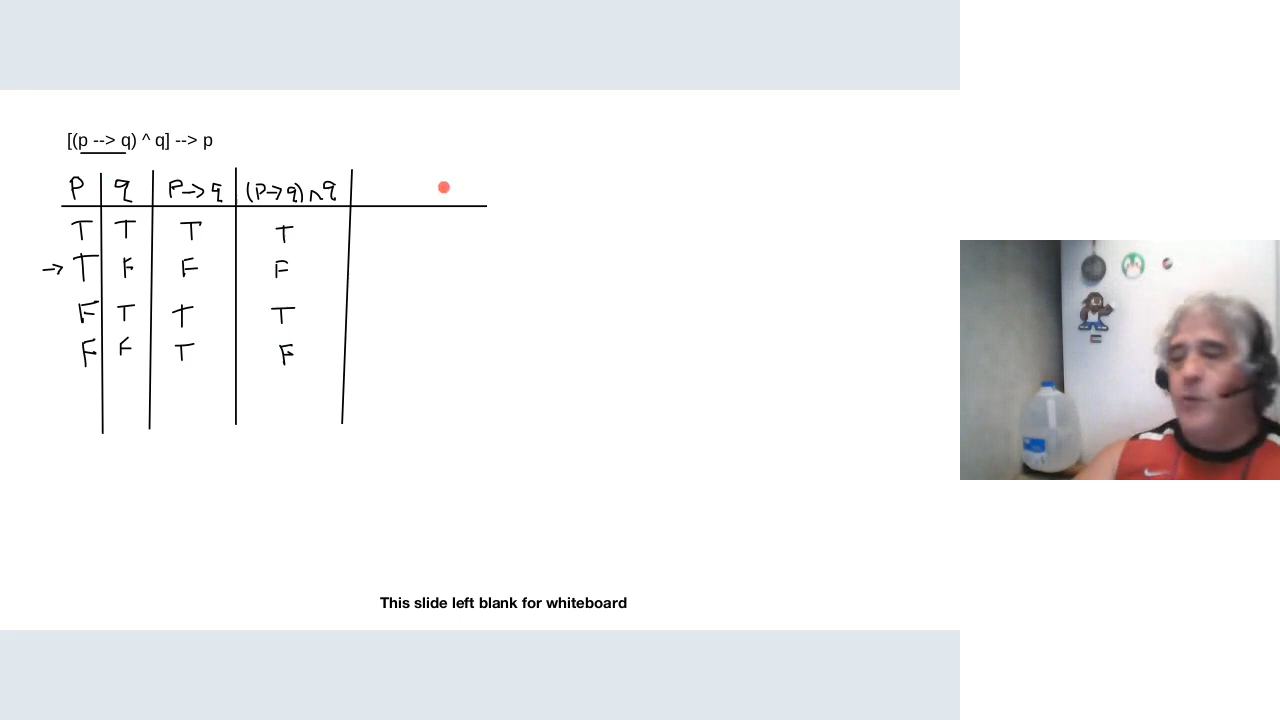 [(p --> q) ^ q] --> p
P q P→q (P→q)∧q
T T T T
→ T F F F
F T T T
F F T F
This slide left blank for whiteboard